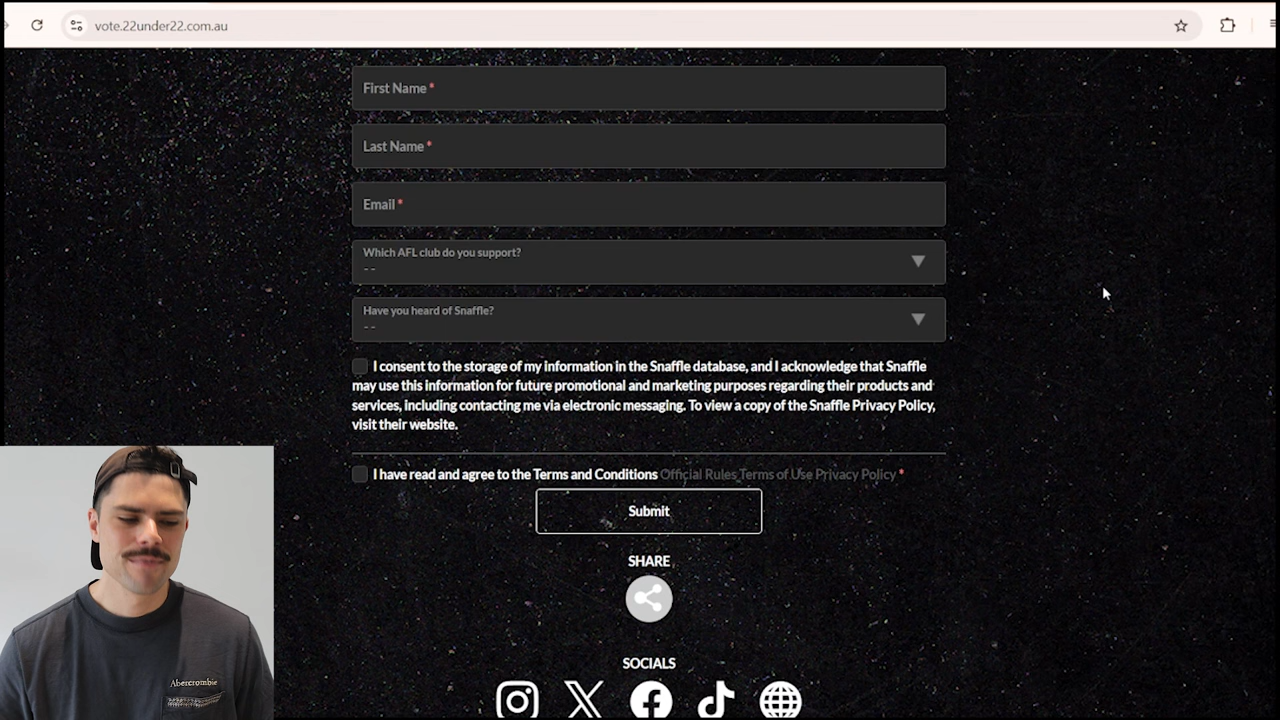 vote.22under22.com.au
First Name *
Last Name *
Email *
Which AFL club do you support?
- -
Have you heard of Snaffle?
- -
I consent to the storage of my information in the Snaffle database, and I acknowledge that Snaffle
may use this information for future promotional and marketing purposes regarding their products and
services, including contacting me via electronic messaging. To view a copy of the Snaffle Privacy Policy,
visit their website.
I have read and agree to the Terms and Conditions Official Rules Terms of Use Privacy Policy *
Submit
SHARE
SOCIALS
Abercrombie